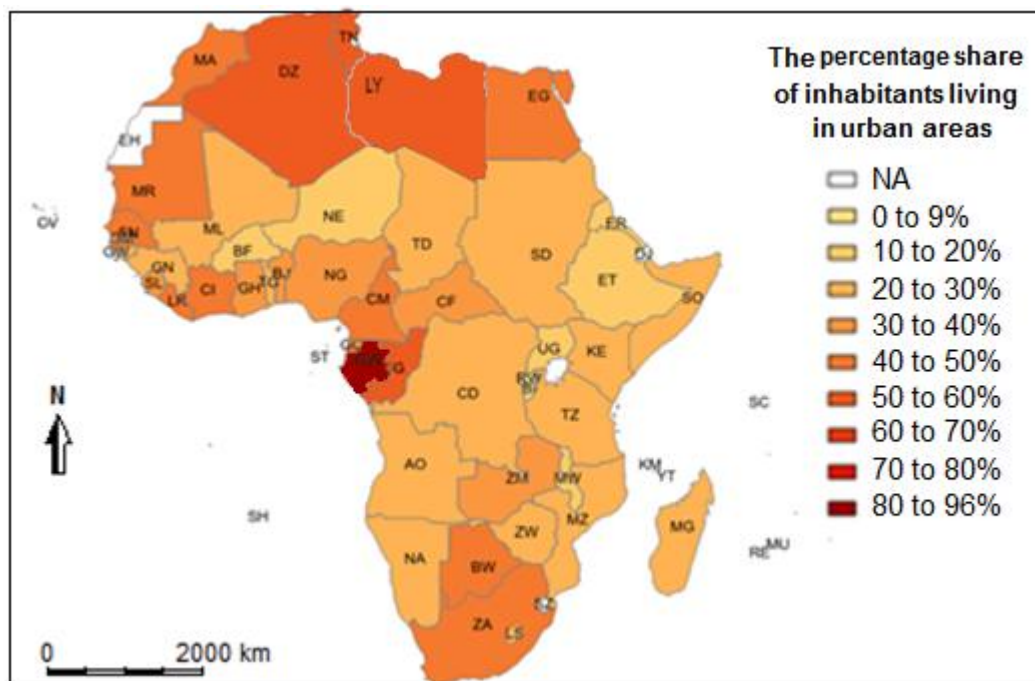 The percentage share
of inhabitants living
in urban areas
NA
0 to 9%
10 to 20%
20 to 30%
30 to 40%
40 to 50%
50 to 60%
60 to 70%
70 to 80%
80 to 96%
MA
DZ
TN
LY
EG
EH
MR
CV
ML
NE
TD
SD
ER
DJ
ET
SO
SN
GN
SL
LR
CI
BF
GH
TG
BJ
NG
CM
CF
ST
CG
CD
UG
KE
RW
TZ
SC
AO
ZM
MW
MZ
KM
YT
MG
SH
NA
ZW
BW
RE
MU
ZA
LS
N
0
2000 km